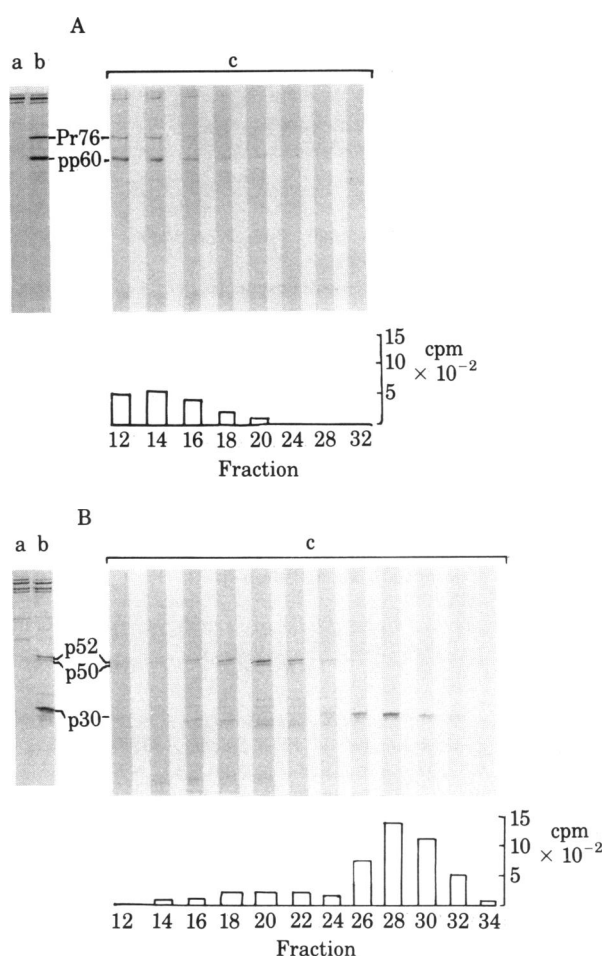 A
a b c
Pr76
pp60
15
10 cpm
5 × 10⁻²
12 14 16 18 20 24 28 32
Fraction
B
a b c
p52
p50
p30
15
10 cpm
5 × 10⁻²
12 14 16 18 20 22 24 26 28 30 32 34
Fraction